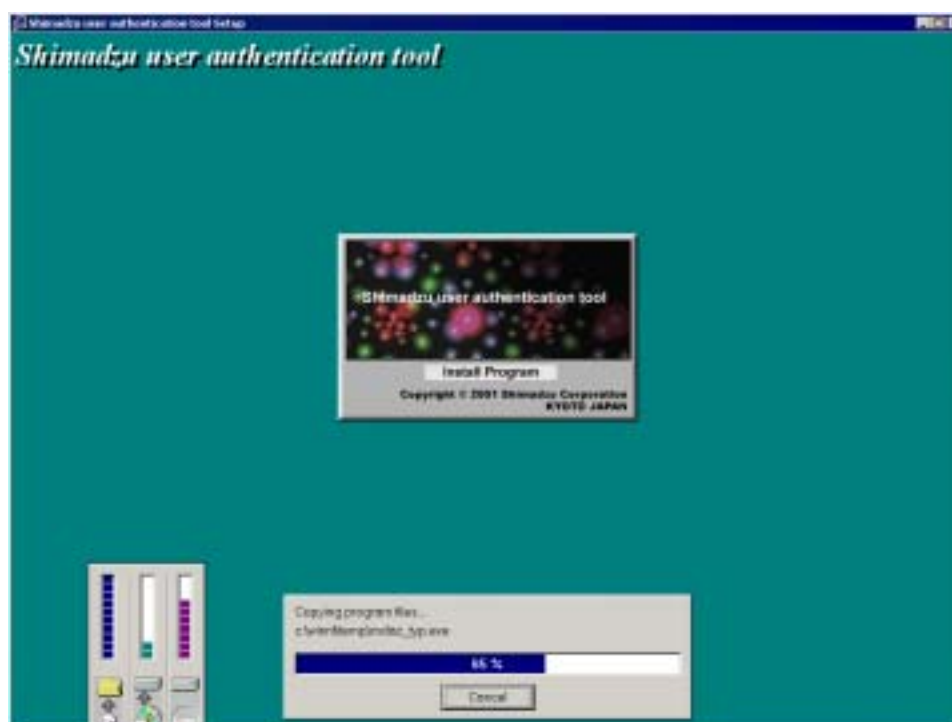 Shimadzu user authentication tool Setup
Shimadzu user authentication tool
Shimadzu user authentication tool
Install Program
Copyright © 2001 Shimadzu Corporation
KYOTO JAPAN
Copying program files...
65 %
Cancel